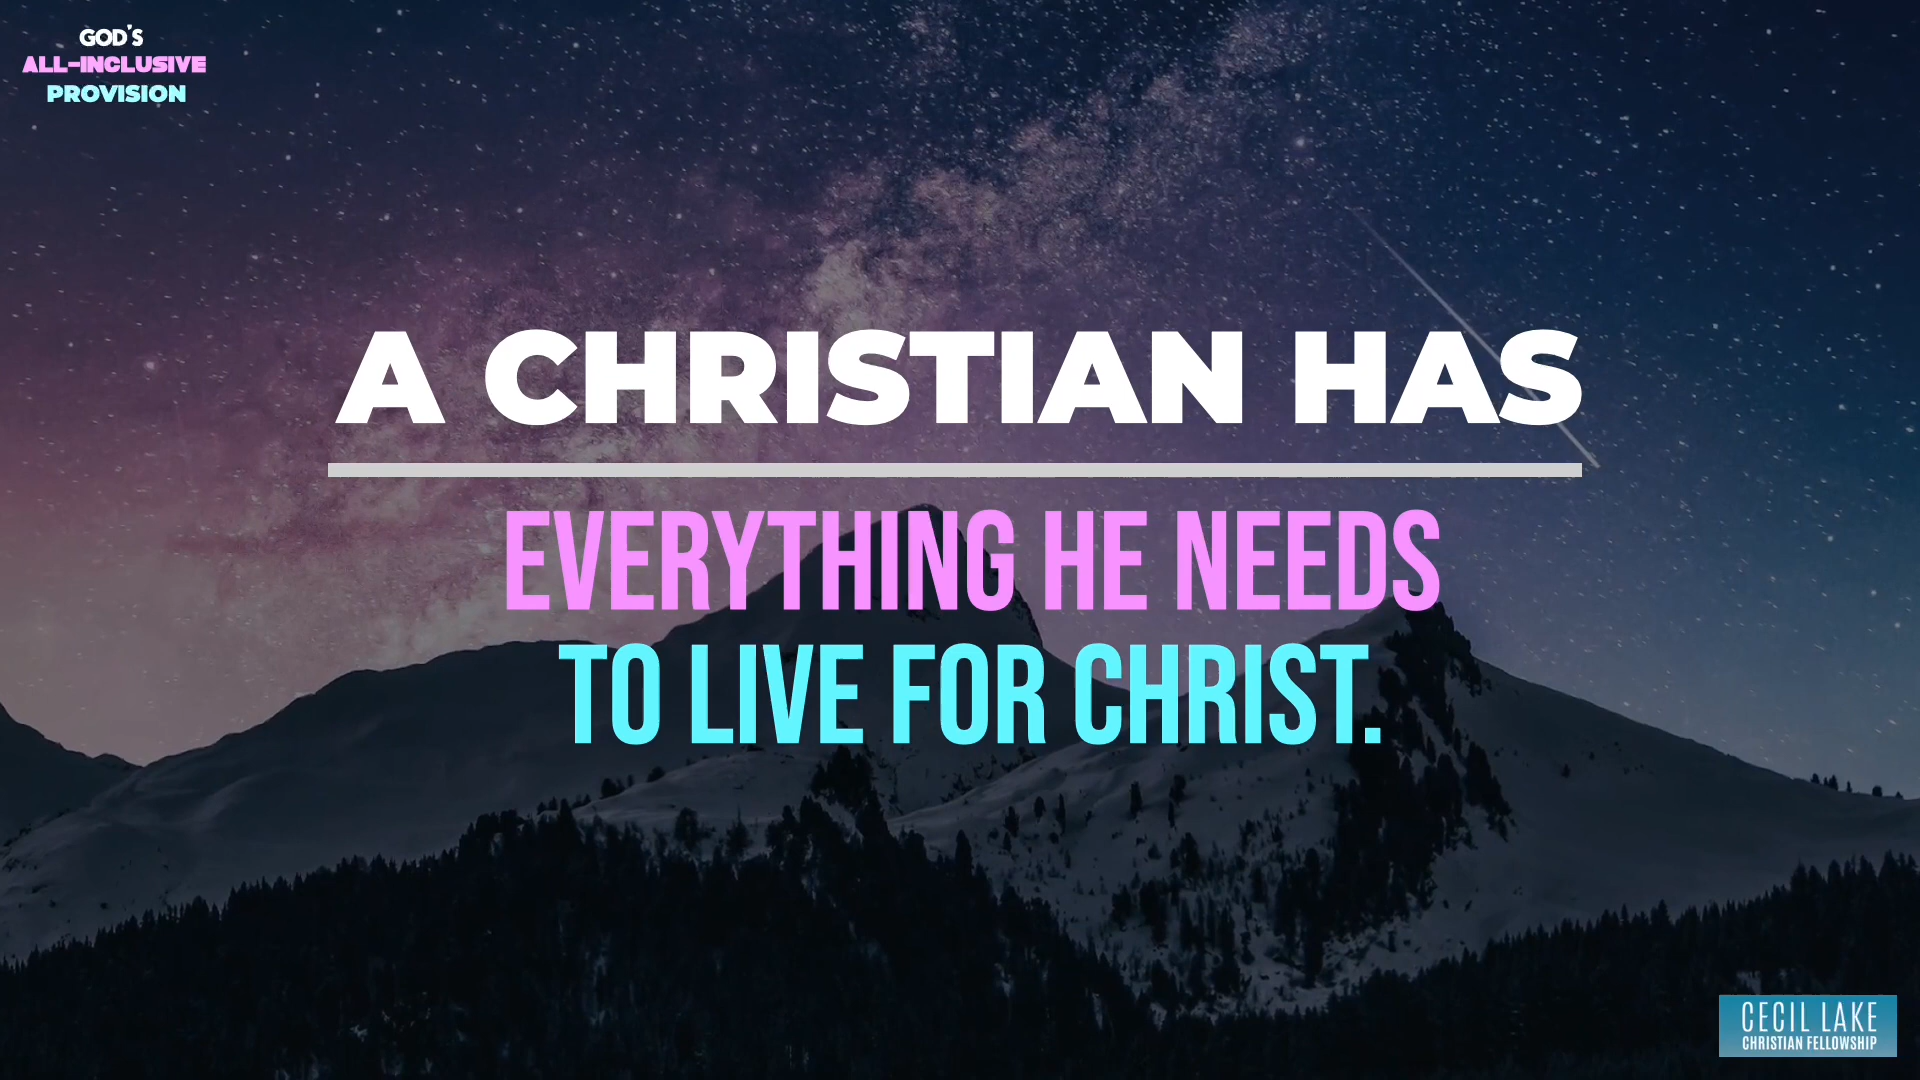 GOD'S
ALL-INCLUSIVE
PROVISION
A CHRISTIAN HAS
EVERYTHING HE NEEDS
TO LIVE FOR CHRIST.
CECIL LAKE
CHRISTIAN FELLOWSHIP